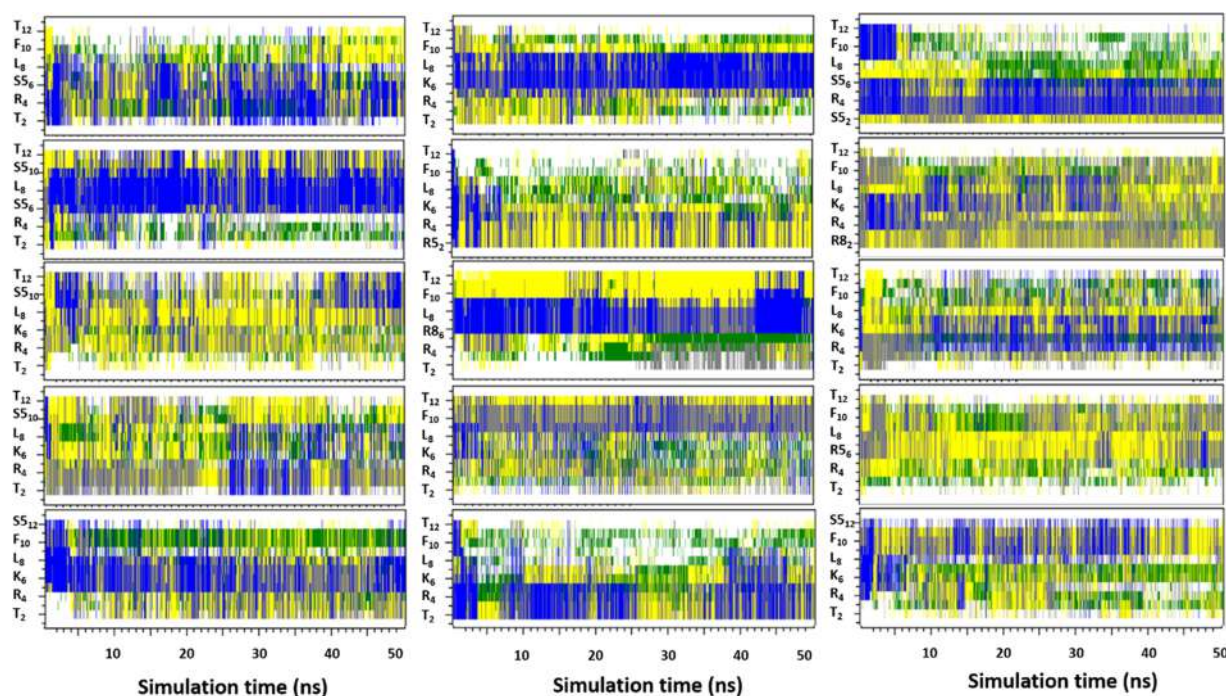 T₁₂ T₁₂ T₁₂
F₁₀ F₁₀ F₁₀
L₈ L₈ L₈
S5₆ K₆ S5₆
R₄ R₄ R₄
T₂ T₂ S5₂
T₁₂ T₁₂ T₁₂
S5₁₀ F₁₀ F₁₀
L₈ L₈ L₈
S5₆ K₆ K₆
R₄ R₄ R₄
T₂ R5₂ R8₂
T₁₂ T₁₂ T₁₂
S5₁₀ F₁₀ F₁₀
L₈ L₈ L₈
K₆ R8₆ K₆
R₄ R₄ R₄
T₂ T₂ T₂
T₁₂ T₁₂ T₁₂
S5₁₀ F₁₀ F₁₀
L₈ L₈ L₈
K₆ K₆ R5₆
R₄ R₄ R₄
T₂ T₂ T₂
S5₁₂ T₁₂ S5₁₂
F₁₀ F₁₀ F₁₀
L₈ L₈ L₈
K₆ K₆ K₆
R₄ R₄ R₄
T₂ T₂ T₂
10 20 30 40 50 10 20 30 40 50 10 20 30 40 50
Simulation time (ns) Simulation time (ns) Simulation time (ns)